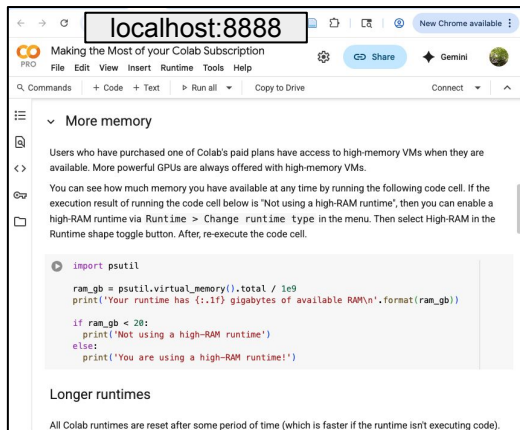 localhost:8888
New Chrome available
CO
PRO
Making the Most of your Colab Subscription
File Edit View Insert Runtime Tools Help
Share
Gemini
Commands + Code + Text Run all Copy to Drive
Connect
More memory
Users who have purchased one of Colab's paid plans have access to high-memory VMs when they are
available. More powerful GPUs are always offered with high-memory VMs.
You can see how much memory you have available at any time by running the following code cell. If the
execution result of running the code cell below is "Not using a high-RAM runtime", then you can enable a
high-RAM runtime via Runtime > Change runtime type in the menu. Then select High-RAM in the
Runtime shape toggle button. After, re-execute the code cell.
import psutil
ram_gb = psutil.virtual_memory().total / 1e9
print('Your runtime has {:.1f} gigabytes of available RAM\n'.format(ram_gb))
if ram_gb < 20:
print('Not using a high-RAM runtime')
else:
print('You are using a high-RAM runtime!')
Longer runtimes
All Colab runtimes are reset after some period of time (which is faster if the runtime isn't executing code).